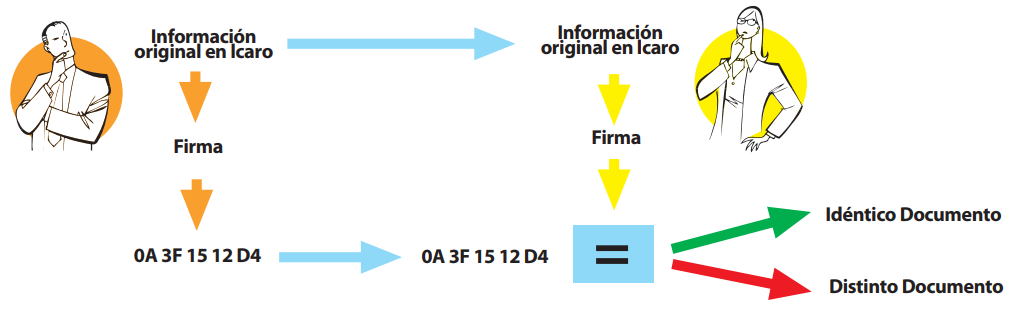 Información
original en Icaro
Información
original en Icaro
Firma
Firma
0A 3F 15 12 D4
0A 3F 15 12 D4
=
Idéntico Documento
Distinto Documento